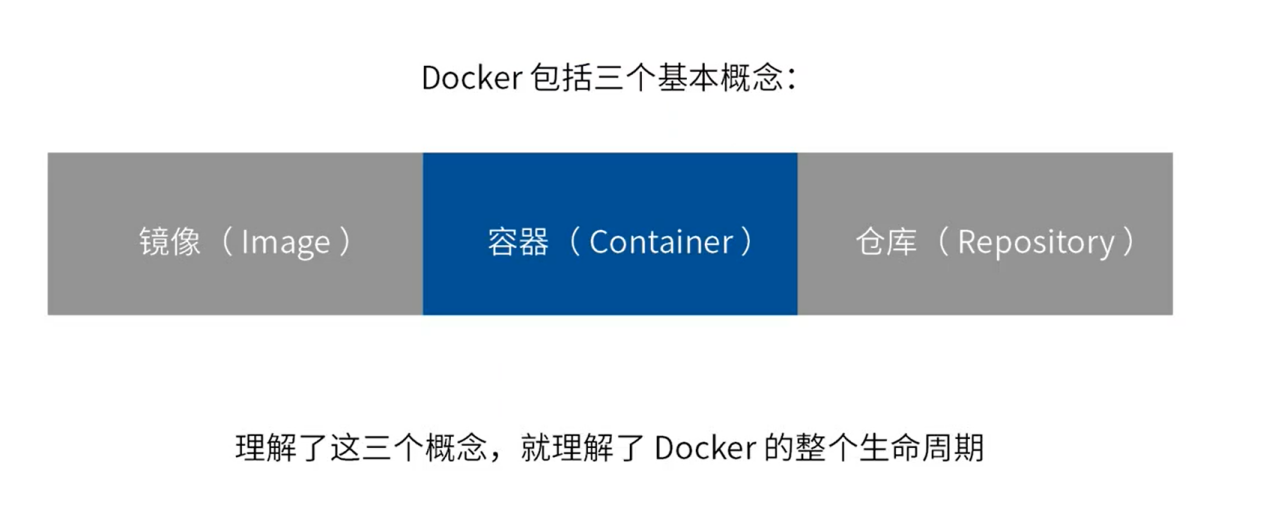 Docker 包括三个基本概念：
镜像（ Image ）
容器（ Container ）
仓库（ Repository ）
理解了这三个概念，就理解了 Docker 的整个生命周期